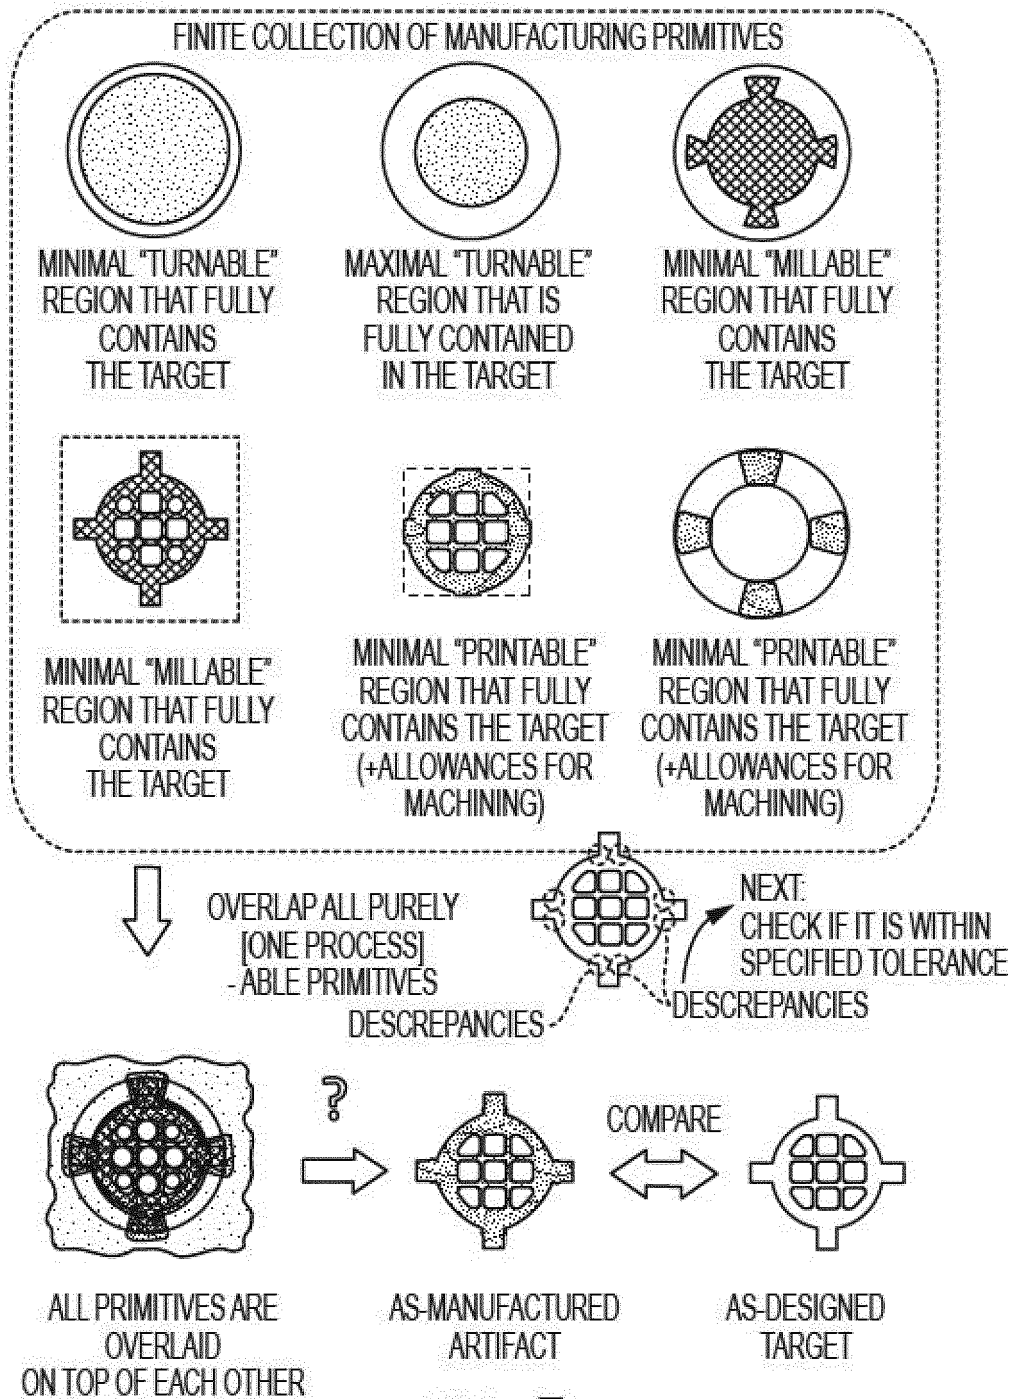 FINITE COLLECTION OF MANUFACTURING PRIMITIVES
MINIMAL "TURNABLE"
REGION THAT FULLY
CONTAINS
THE TARGET
MAXIMAL "TURNABLE"
REGION THAT IS
FULLY CONTAINED
IN THE TARGET
MINIMAL "MILLABLE"
REGION THAT FULLY
CONTAINS
THE TARGET
MINIMAL "MILLABLE"
REGION THAT FULLY
CONTAINS
THE TARGET
MINIMAL "PRINTABLE"
REGION THAT FULLY
CONTAINS THE TARGET
(+ALLOWANCES FOR
MACHINING)
MINIMAL "PRINTABLE"
REGION THAT FULLY
CONTAINS THE TARGET
(+ALLOWANCES FOR
MACHINING)
OVERLAP ALL PURELY
[ONE PROCESS]
- ABLE PRIMITIVES
NEXT:
CHECK IF IT IS WITHIN
SPECIFIED TOLERANCE
DESCREPANCIES
DESCREPANCIES
?
COMPARE
ALL PRIMITIVES ARE
OVERLAID
ON TOP OF EACH OTHER
AS-MANUFACTURED
ARTIFACT
AS-DESIGNED
TARGET